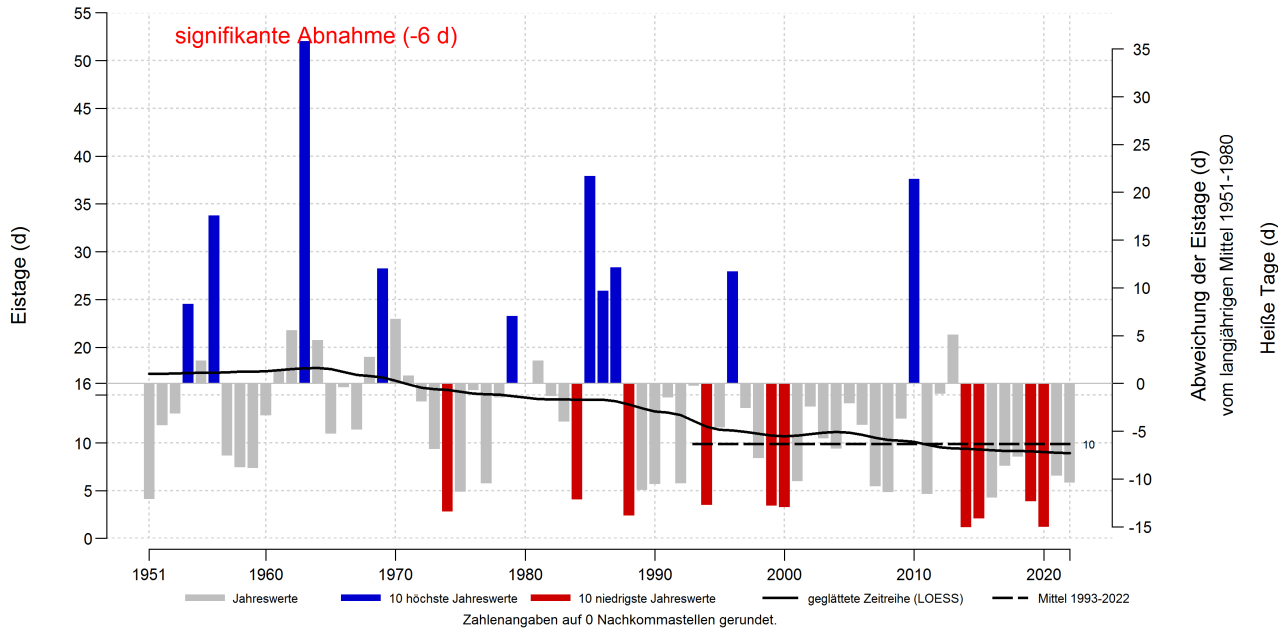 signifikante Abnahme (-6 d)
Eistage (d)
55
50
45
40
35
30
25
20
16
10
5
0
35
30
25
20
15
10
5
0
-5
-10
-15
Abweichung der Eistage (d)
vom langjährigen Mittel 1951-1980
Heiße Tage (d)
10
1951
1960
1970
1980
1990
2000
2010
2020
Jahreswerte
10 höchste Jahreswerte
10 niedrigste Jahreswerte
geglättete Zeitreihe (LOESS)
Mittel 1993-2022
Zahlenangaben auf 0 Nachkommastellen gerundet.